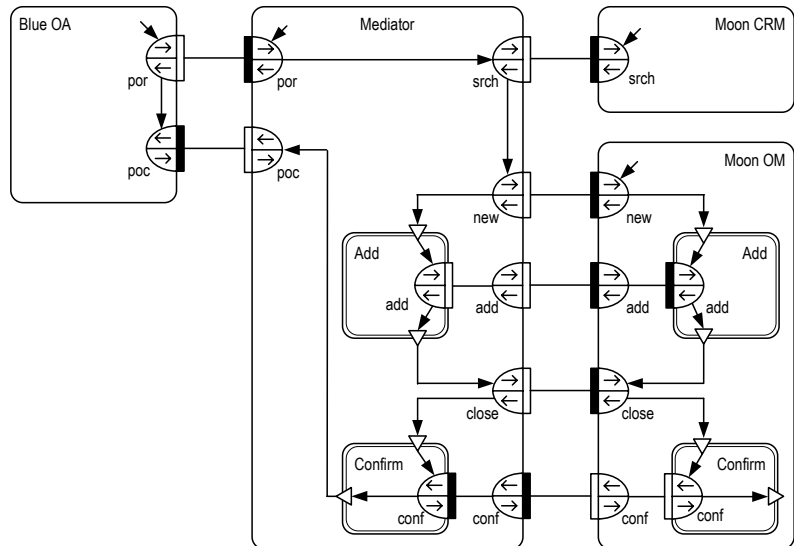 Blue OA
Mediator
Moon CRM
por
por
srch
srch
poc
poc
Moon OM
new
new
Add
Add
add
add
add
add
close
close
Confirm
Confirm
conf
conf
conf
conf